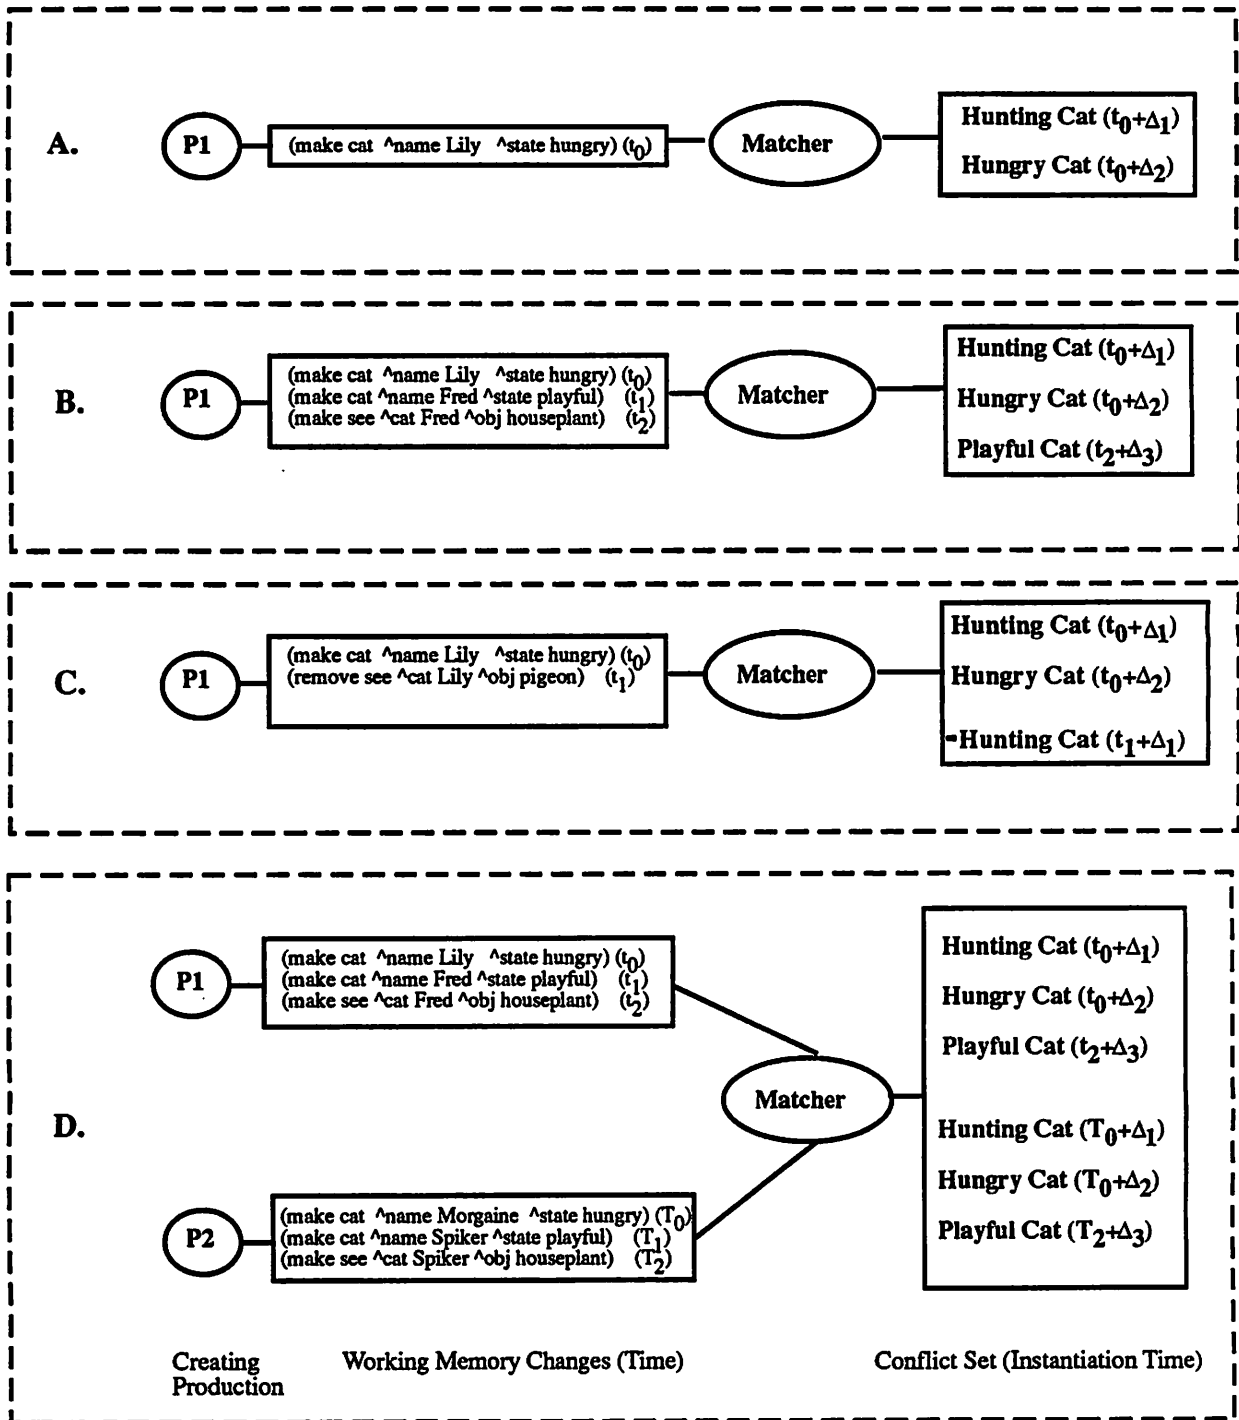 A.
P1
(make cat ^name Lily ^state hungry) (t0)
Matcher
Hunting Cat (t0+Δ1)
Hungry Cat (t0+Δ2)
B.
P1
(make cat ^name Lily ^state hungry) (t0)
(make cat ^name Fred ^state playful) (t1)
(make see ^cat Fred ^obj houseplant) (t2)
Matcher
Hunting Cat (t0+Δ1)
Hungry Cat (t0+Δ2)
Playful Cat (t2+Δ3)
C.
P1
(make cat ^name Lily ^state hungry) (t0)
(remove see ^cat Lily ^obj pigeon) (t1)
Matcher
Hunting Cat (t0+Δ1)
Hungry Cat (t0+Δ2)
-Hunting Cat (t1+Δ1)
D.
P1
(make cat ^name Lily ^state hungry) (t0)
(make cat ^name Fred ^state playful) (t1)
(make see ^cat Fred ^obj houseplant) (t2)
P2
(make cat ^name Morgaine ^state hungry) (T0)
(make cat ^name Spiker ^state playful) (T1)
(make see ^cat Spiker ^obj houseplant) (T2)
Matcher
Hunting Cat (t0+Δ1)
Hungry Cat (t0+Δ2)
Playful Cat (t2+Δ3)
Hunting Cat (T0+Δ1)
Hungry Cat (T0+Δ2)
Playful Cat (T2+Δ3)
Creating
Production
Working Memory Changes (Time)
Conflict Set (Instantiation Time)